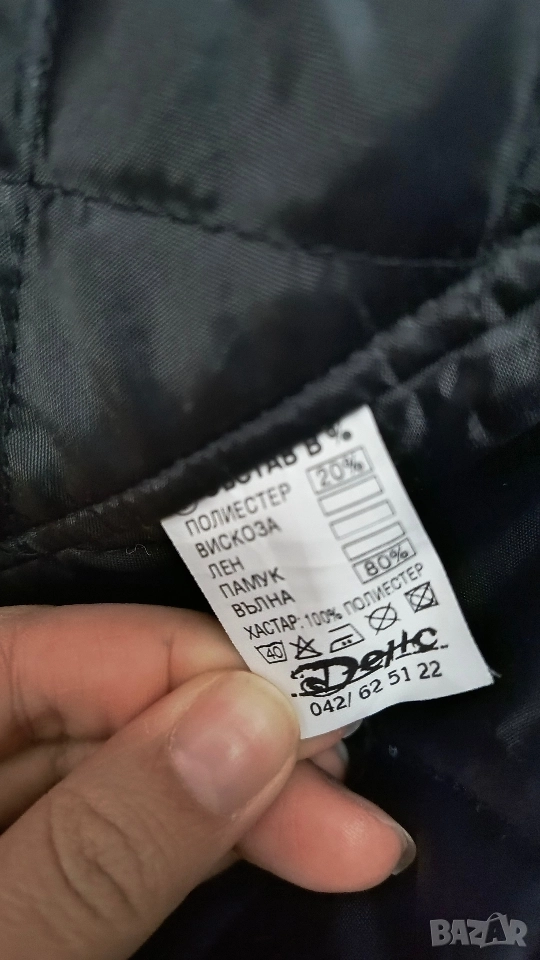 СЪСТАВ В %
ПОЛИЕСТЕР 20%
ВИСКОЗА
ЛЕН
ПАМУК
ВЪЛНА 80%
ХАСТАР: 100% ПОЛИЕСТЕР
40
Денс
042/ 62 51 22
BAZAR